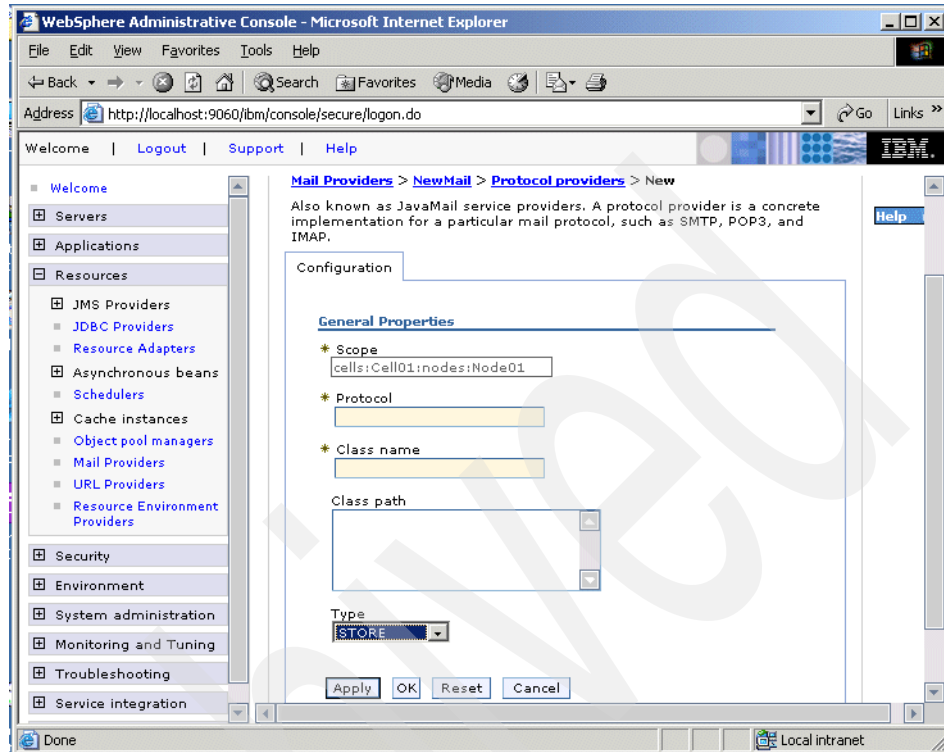 WebSphere Administrative Console - Microsoft Internet Explorer
File Edit View Favorites Tools Help
Back Search Favorites Media
Address http://localhost:9060/ibm/console/secure/logon.do Go Links »
Welcome | Logout | Support | Help IBM.
Welcome
Servers
Applications
Resources
JMS Providers
JDBC Providers
Resource Adapters
Asynchronous beans
Schedulers
Cache instances
Object pool managers
Mail Providers
URL Providers
Resource Environment
Providers
Security
Environment
System administration
Monitoring and Tuning
Troubleshooting
Service integration
Mail Providers > NewMail > Protocol providers > New
Also known as JavaMail service providers. A protocol provider is a concrete
implementation for a particular mail protocol, such as SMTP, POP3, and
IMAP.
Help
Configuration
General Properties
* Scope
cells:Cell01:nodes:Node01
* Protocol
* Class name
Class path
Type
STORE
Apply OK Reset Cancel
Done
Local intranet